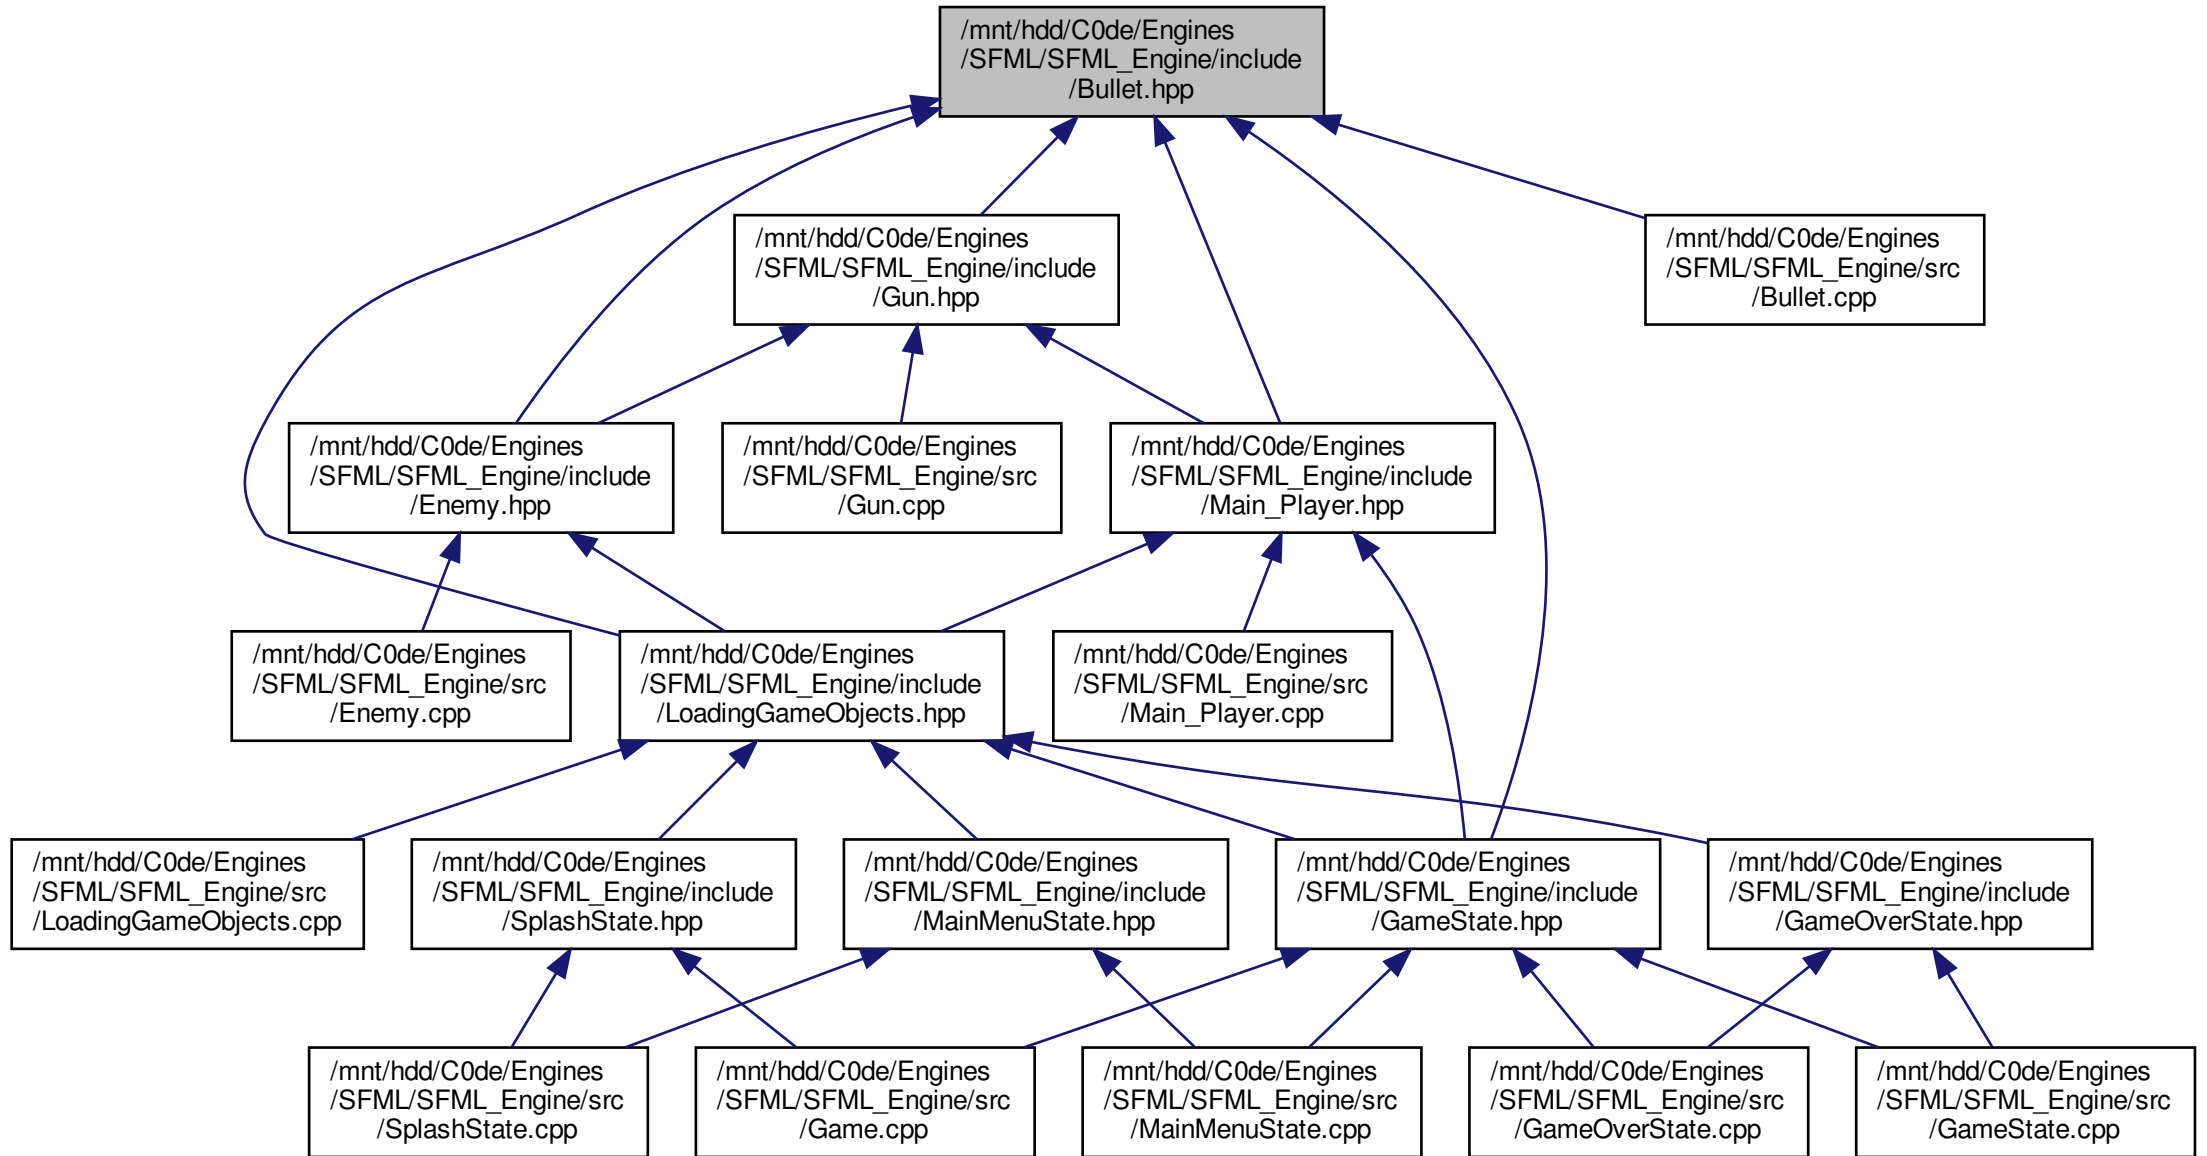 /mnt/hdd/C0de/Engines
/SFML/SFML_Engine/include
/Bullet.hpp
/mnt/hdd/C0de/Engines
/SFML/SFML_Engine/include
/Gun.hpp
/mnt/hdd/C0de/Engines
/SFML/SFML_Engine/src
/Bullet.cpp
/mnt/hdd/C0de/Engines
/SFML/SFML_Engine/include
/Enemy.hpp
/mnt/hdd/C0de/Engines
/SFML/SFML_Engine/src
/Gun.cpp
/mnt/hdd/C0de/Engines
/SFML/SFML_Engine/include
/Main_Player.hpp
/mnt/hdd/C0de/Engines
/SFML/SFML_Engine/src
/Enemy.cpp
/mnt/hdd/C0de/Engines
/SFML/SFML_Engine/include
/LoadingGameObjects.hpp
/mnt/hdd/C0de/Engines
/SFML/SFML_Engine/src
/Main_Player.cpp
/mnt/hdd/C0de/Engines
/SFML/SFML_Engine/src
/LoadingGameObjects.cpp
/mnt/hdd/C0de/Engines
/SFML/SFML_Engine/include
/SplashState.hpp
/mnt/hdd/C0de/Engines
/SFML/SFML_Engine/include
/MainMenuState.hpp
/mnt/hdd/C0de/Engines
/SFML/SFML_Engine/include
/GameState.hpp
/mnt/hdd/C0de/Engines
/SFML/SFML_Engine/include
/GameOverState.hpp
/mnt/hdd/C0de/Engines
/SFML/SFML_Engine/src
/SplashState.cpp
/mnt/hdd/C0de/Engines
/SFML/SFML_Engine/src
/Game.cpp
/mnt/hdd/C0de/Engines
/SFML/SFML_Engine/src
/MainMenuState.cpp
/mnt/hdd/C0de/Engines
/SFML/SFML_Engine/src
/GameOverState.cpp
/mnt/hdd/C0de/Engines
/SFML/SFML_Engine/src
/GameState.cpp